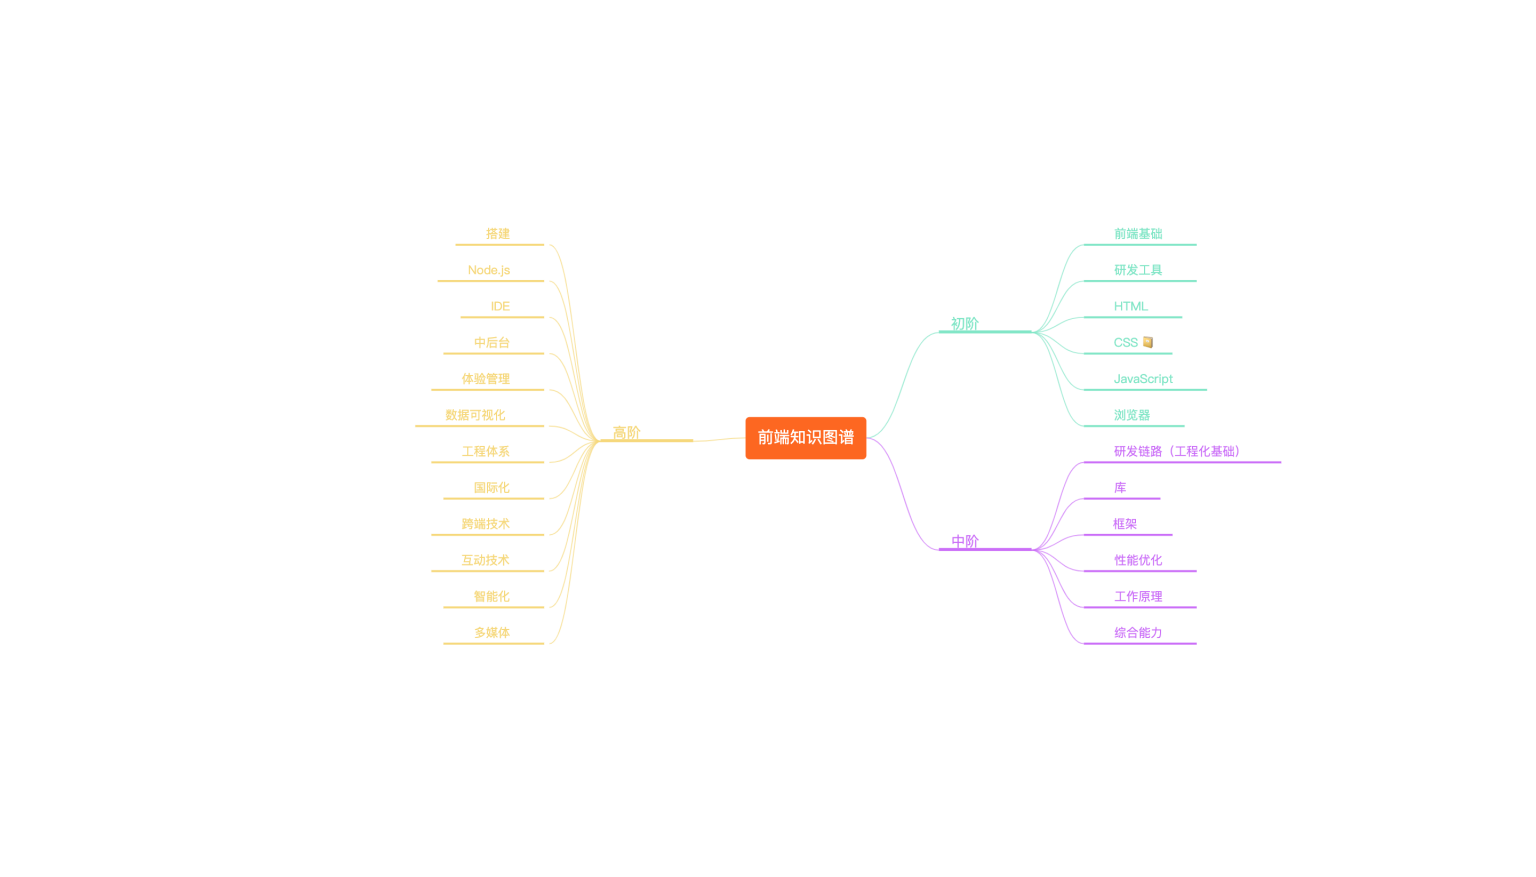 前端知识图谱
初阶
前端基础
研发工具
HTML
CSS
JavaScript
浏览器
中阶
研发链路（工程化基础）
库
框架
性能优化
工作原理
综合能力
高阶
搭建
Node.js
IDE
中后台
体验管理
数据可视化
工程体系
国际化
跨端技术
互动技术
智能化
多媒体